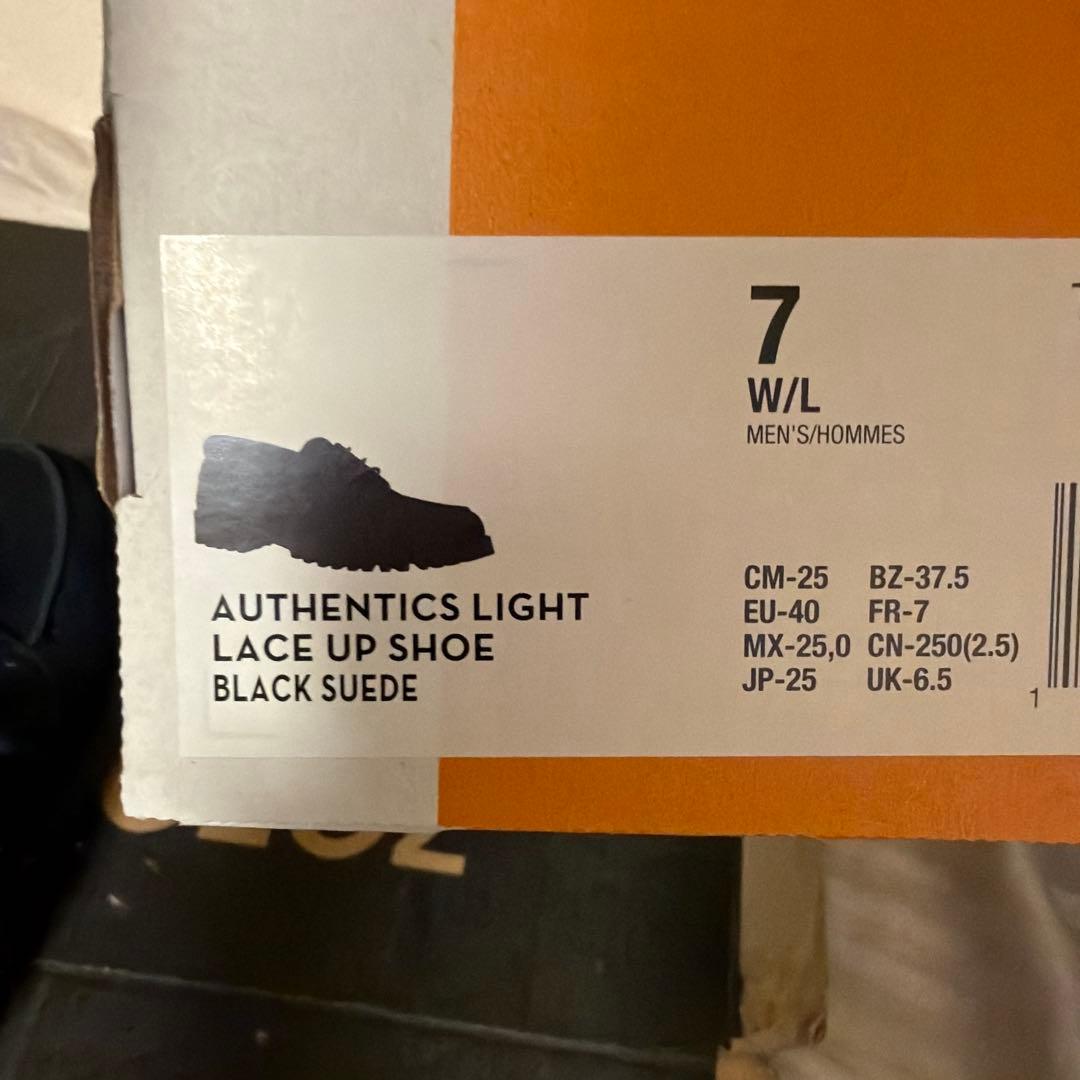 7
W/L
MEN'S/HOMMES
AUTHENTICS LIGHT
LACE UP SHOE
BLACK SUEDE
CM-25 BZ-37.5
EU-40 FR-7
MX-25,0 CN-250(2.5)
JP-25 UK-6.5
1